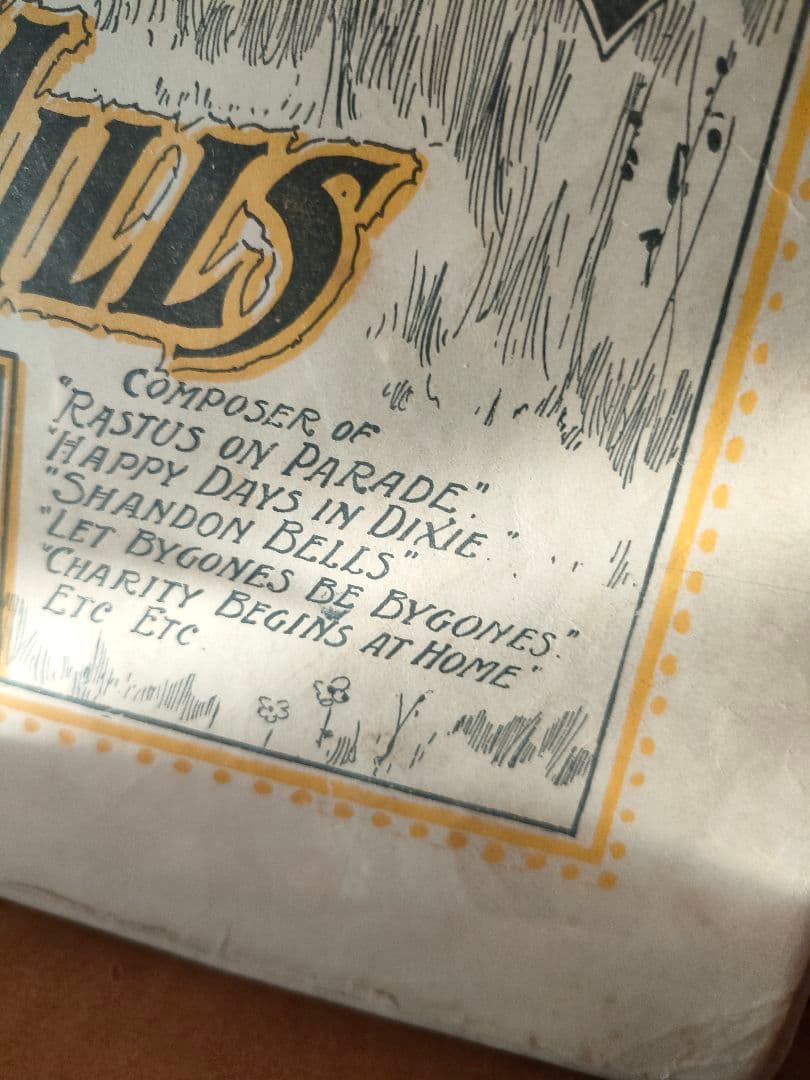 ILLS
COMPOSER OF
"RASTUS ON PARADE."
"HAPPY DAYS IN DIXIE."
"SHANDON BELLS"
"LET BYGONES BE BYGONES."
"CHARITY BEGINS AT HOME"
ETC ETC.